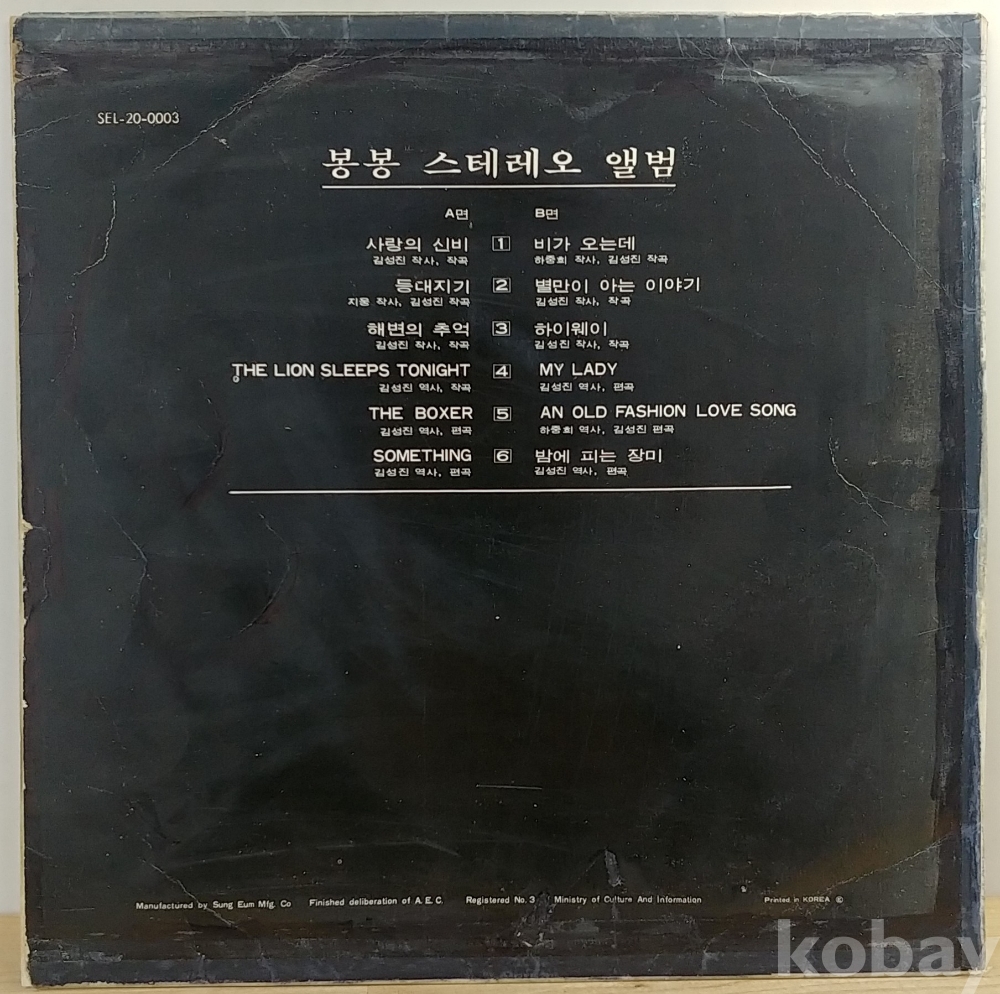 SEL-20-0003
봉봉 스테레오 앨범
A면 B면
사랑의 신비 1 비가 오는데
김성진 작사, 작곡 하중희 작사, 김성진 작곡
등대지기 2 별만이 아는 이야기
지웅 작사, 김성진 작곡 김성진 작사, 작곡
해변의 추억 3 하이웨이
김성진 작사, 작곡 김성진 작사, 작곡
THE LION SLEEPS TONIGHT 4 MY LADY
김성진 역사, 작곡 김성진 역사, 편곡
THE BOXER 5 AN OLD FASHION LOVE SONG
김성진 역사, 편곡 하중희 역사, 김성진 편곡
SOMETHING 6 밤에 피는 장미
김성진 역사, 편곡 김성진 역사, 편곡
Manufactured by Sung Eum Mfg. Co Finished deliberation of A.E.C. Registered No.3 Ministry of Culture And Information Printed in KOREA ©
kobay